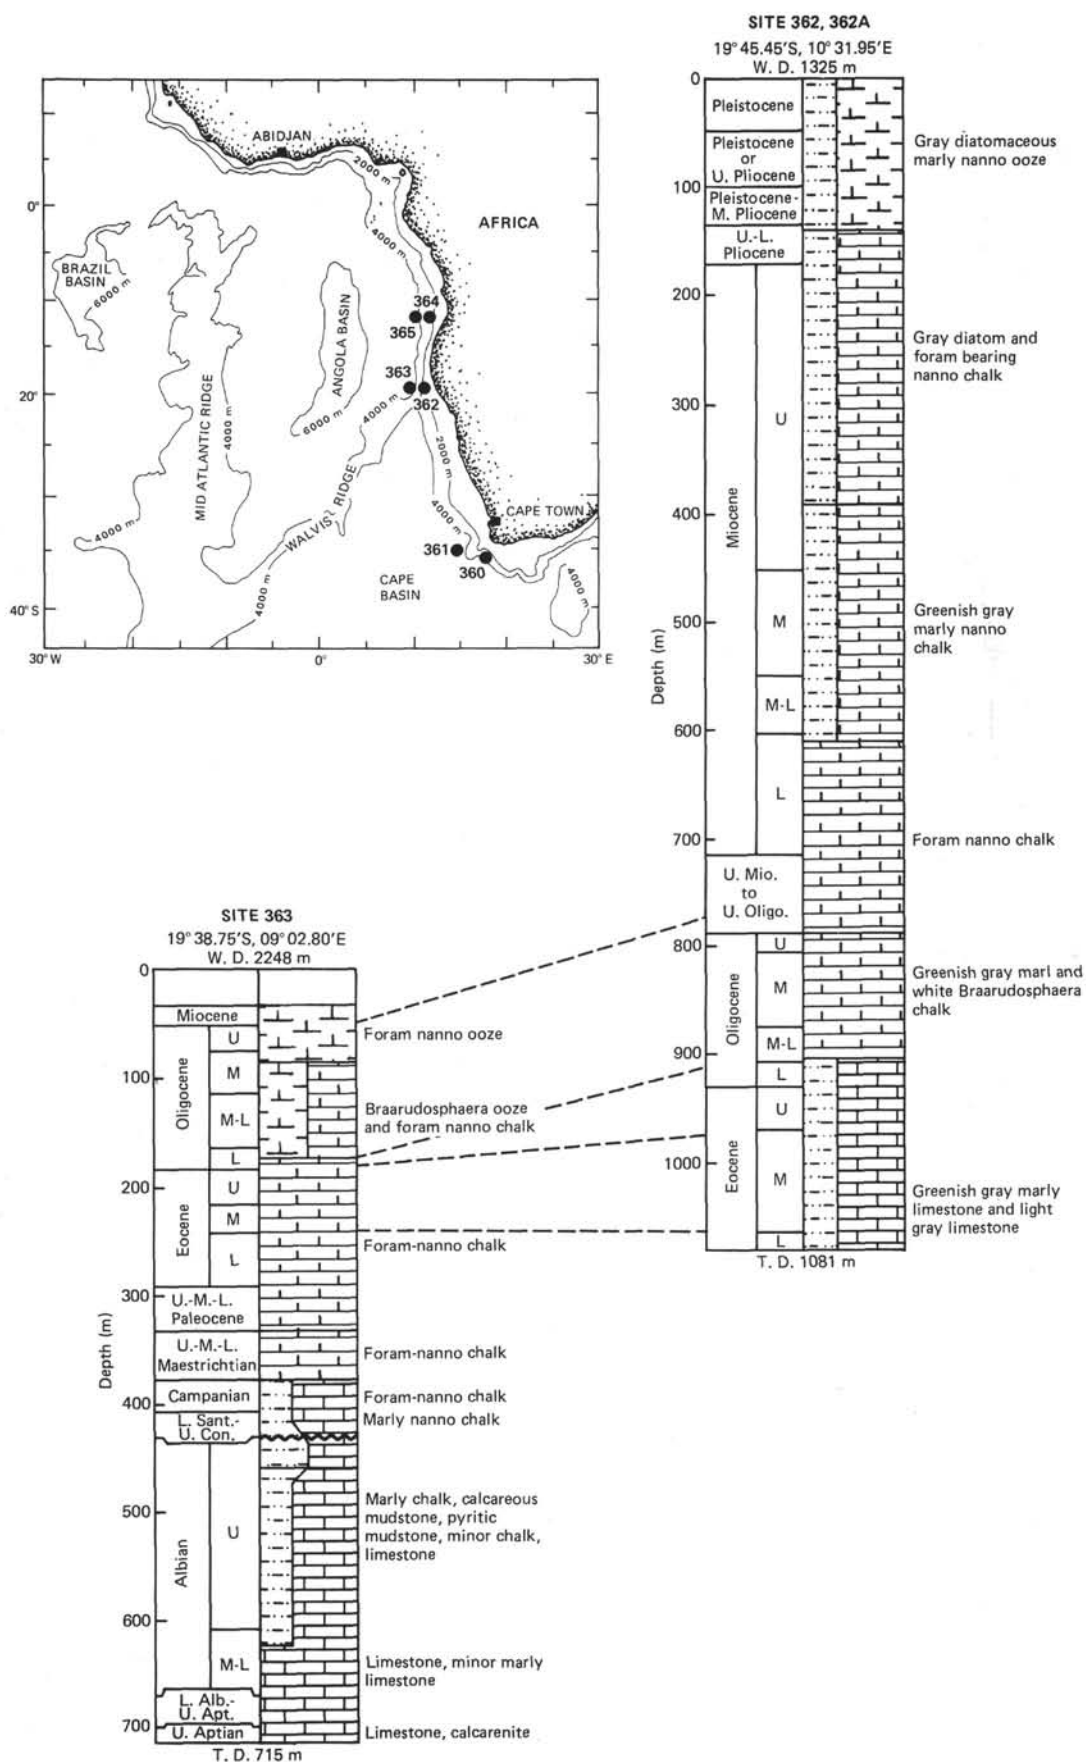 SITE 362, 362A
19° 45.45'S, 10° 31.95'E
W. D. 1325 m
ABIDJAN
2000 m
AFRICA
0°
4000 m
BRAZIL
BASIN
6000 m
364
365
ANGOLA BASIN
363
362
4000 m
20°
6000 m
MID ATLANTIC RIDGE
4000 m
2000 m
WALVIS RIDGE
4000 m
CAPE TOWN
4000 m
361
360
CAPE
BASIN
4000 m
4000 m
40° S
30° W
0°
30° E
Depth (m)
0
100
200
300
400
500
600
700
800
900
1000
Pleistocene
Pleistocene
or
U. Pliocene
Pleistocene-
M. Pliocene
U.-L.
Pliocene
Miocene
U
M
M-L
L
U. Mio.
to
U. Oligo.
Oligocene
U
M
M-L
L
Eocene
U
M
L
T. D. 1081 m
Gray diatomaceous
marly nanno ooze
Gray diatom and
foram bearing
nanno chalk
Greenish gray
marly nanno
chalk
Foram nanno chalk
Greenish gray marl and
white Braarudosphaera
chalk
Greenish gray marly
limestone and light
gray limestone
SITE 363
19° 38.75'S, 09° 02.80'E
W. D. 2248 m
Depth (m)
0
100
200
300
400
500
600
700
Miocene
Oligocene
U
M
M-L
L
Eocene
U
M
L
U.-M.-L.
Paleocene
U.-M.-L.
Maestrichtian
Campanian
L. Sant.-
U. Con.
Albian
U
M-L
L. Alb.-
U. Apt.
U. Aptian
T. D. 715 m
Foram nanno ooze
Braarudosphaera ooze
and foram nanno chalk
Foram-nanno chalk
Foram-nanno chalk
Foram-nanno chalk
Marly nanno chalk
Marly chalk, calcareous
mudstone, pyritic
mudstone, minor chalk,
limestone
Limestone, minor marly
limestone
Limestone, calcarenite